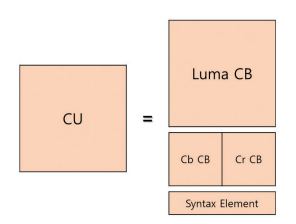 CU
=
Luma CB
Cb CB
Cr CB
Syntax Element